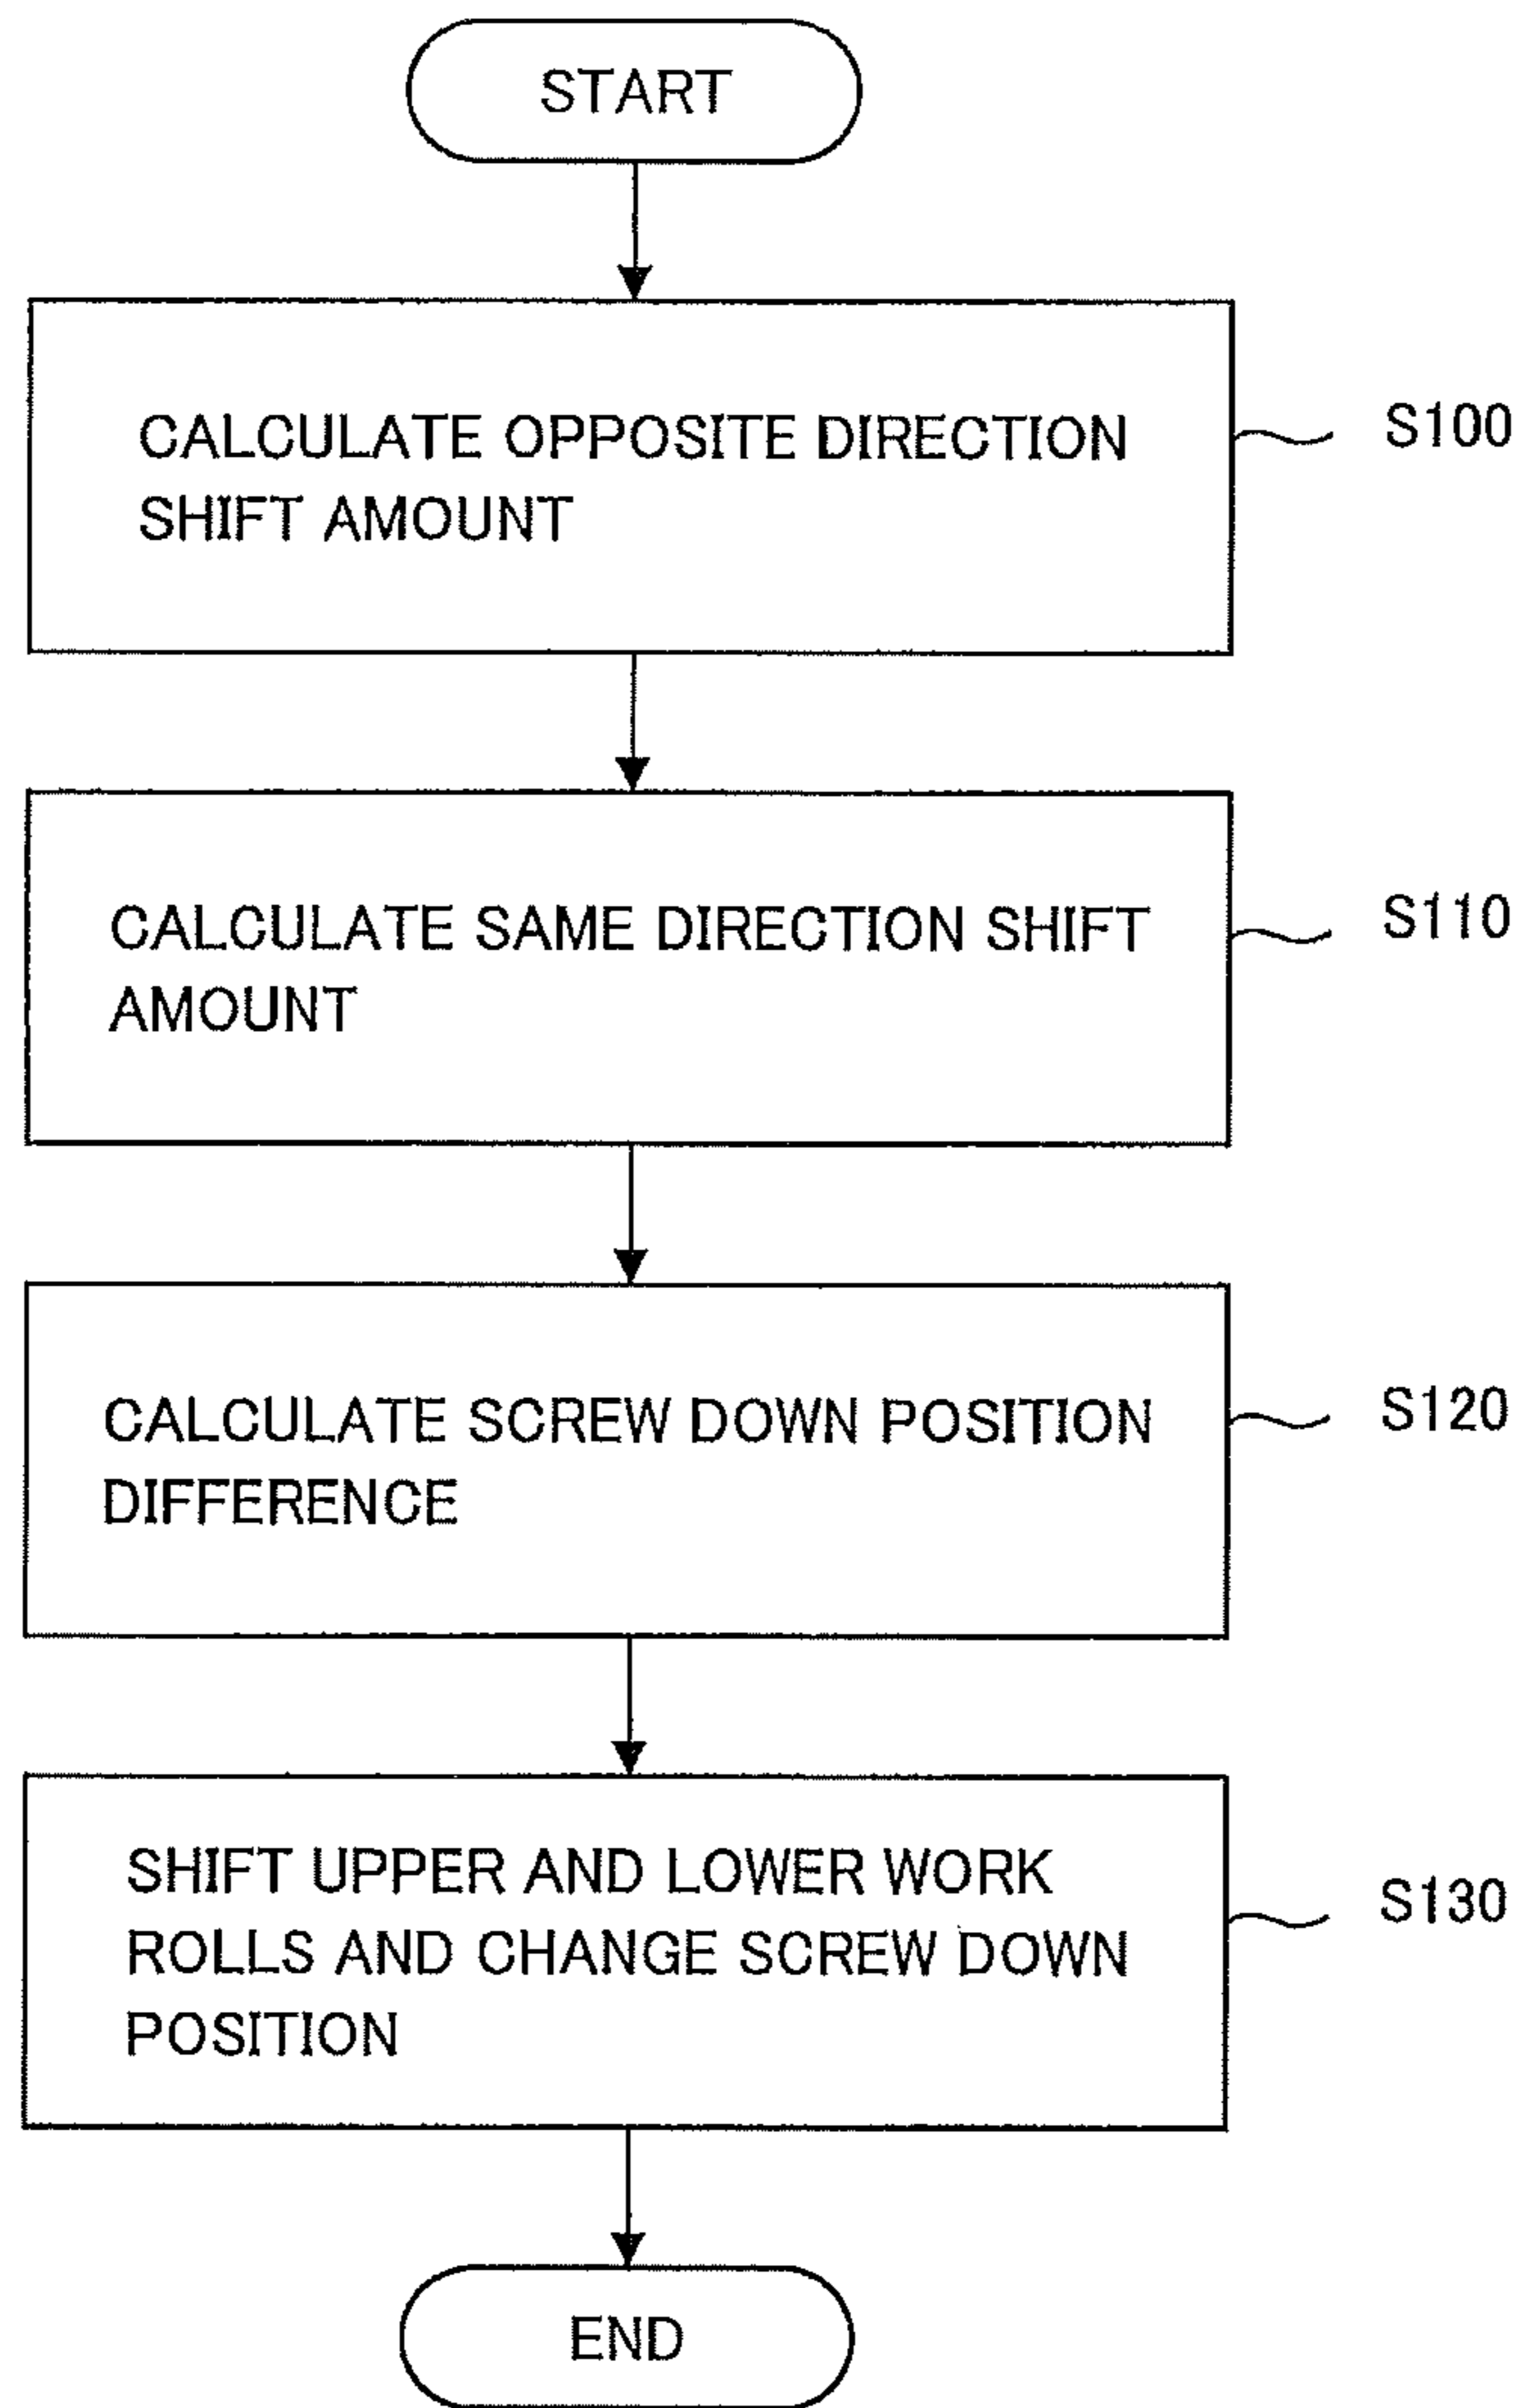 START
CALCULATE OPPOSITE DIRECTION
SHIFT AMOUNT
S100
CALCULATE SAME DIRECTION SHIFT
AMOUNT
S110
CALCULATE SCREW DOWN POSITION
DIFFERENCE
S120
SHIFT UPPER AND LOWER WORK
ROLLS AND CHANGE SCREW DOWN
POSITION
S130
END